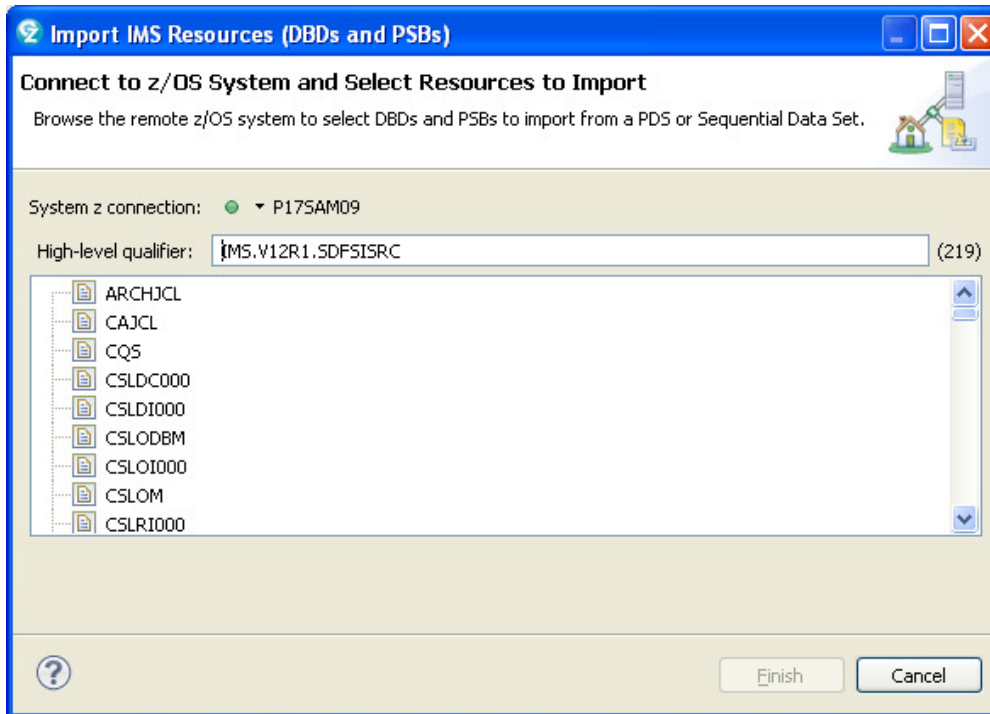 Import IMS Resources (DBDs and PSBs)
Connect to z/OS System and Select Resources to Import
Browse the remote z/OS system to select DBDs and PSBs to import from a PDS or Sequential Data Set.
System z connection: P17SAM09
High-level qualifier: IMS.V12R1.SDFSISRC (219)
ARCHJCL
CAJCL
CQS
CSLDC000
CSLDI000
CSLODBM
CSLOI000
CSLOM
CSLRI000
? Finish Cancel